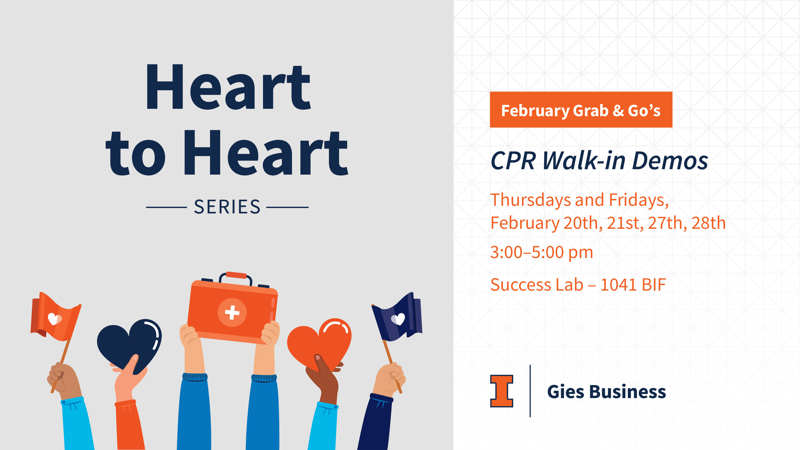 Heart
to Heart
SERIES
February Grab & Go's
CPR Walk-in Demos
Thursdays and Fridays,
February 20th, 21st, 27th, 28th
3:00–5:00 pm
Success Lab – 1041 BIF
I
Gies Business